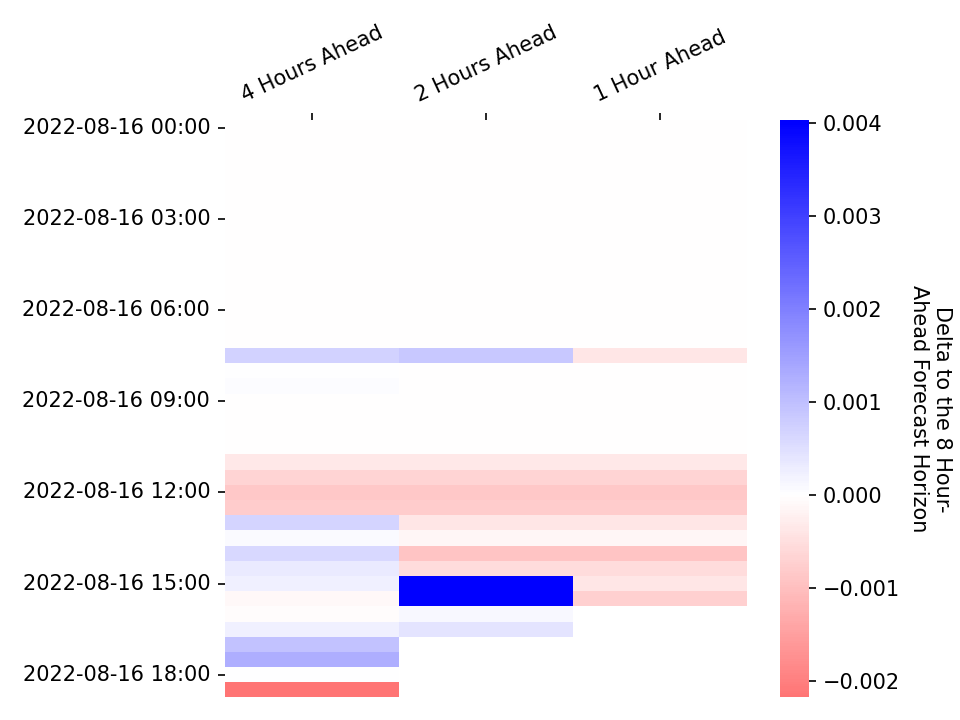 4 Hours Ahead
2 Hours Ahead
1 Hour Ahead
2022-08-16 00:00
2022-08-16 03:00
2022-08-16 06:00
2022-08-16 09:00
2022-08-16 12:00
2022-08-16 15:00
2022-08-16 18:00
0.004
0.003
0.002
0.001
0.000
−0.001
−0.002
Delta to the 8 Hour-
Ahead Forecast Horizon